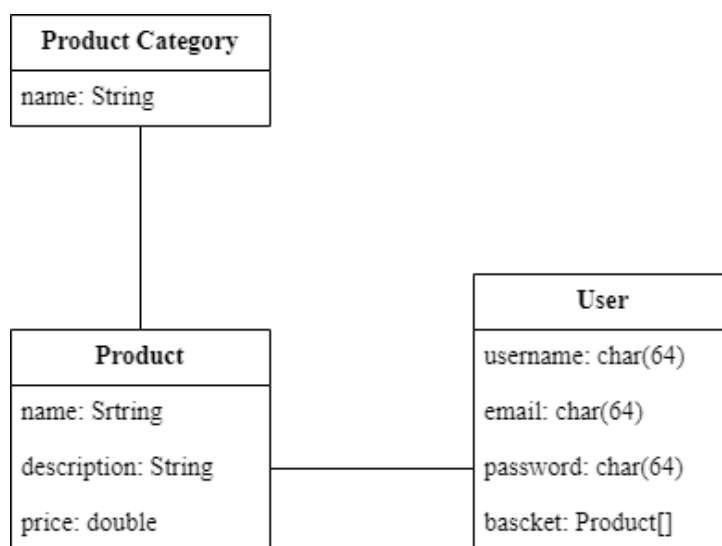 Product Category
name: String
Product
name: Srtring
description: String
price: double
User
username: char(64)
email: char(64)
password: char(64)
bascket: Product[]